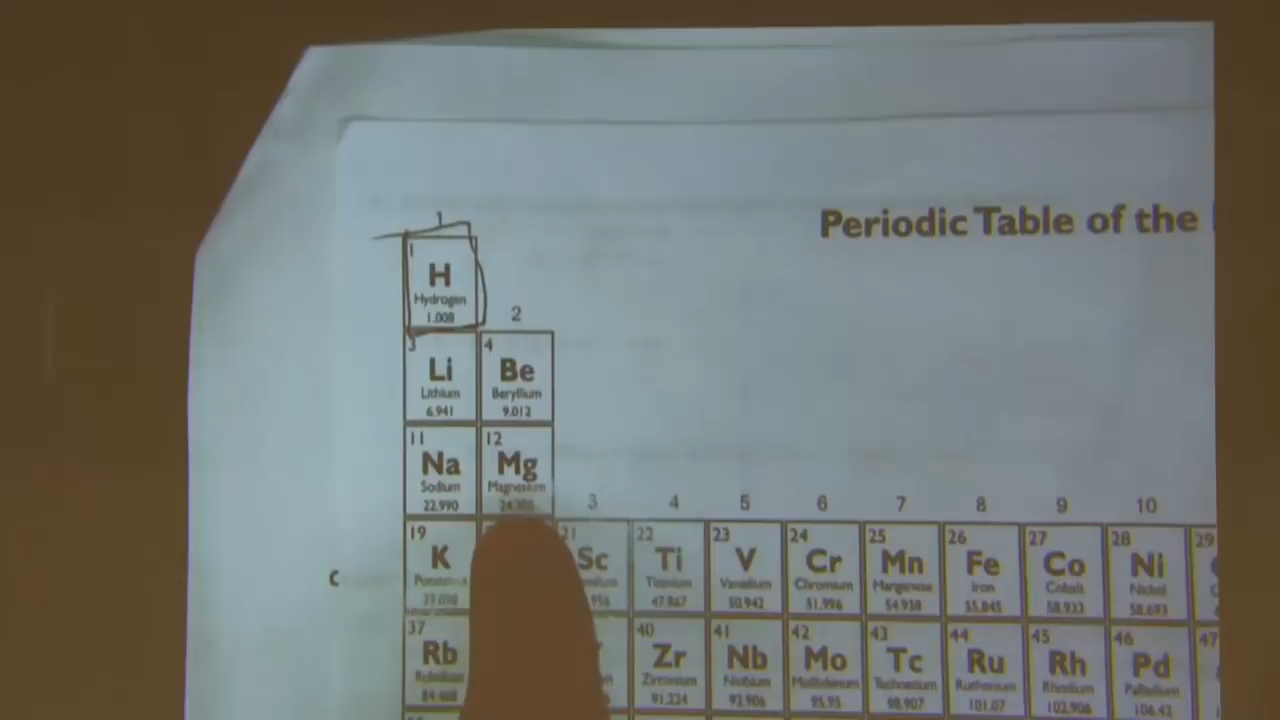 Periodic Table of the
1
1
H
Hydrogen
1.008
2
3
Li
Lithium
6.941
4
Be
Beryllium
9.012
11
Na
Sodium
22.990
12
Mg
Magnesium
3 4 5 6 7 8 9 10
19
K
21
Sc
22
Ti
Titanium
47.867
23
V
Vanadium
50.942
24
Cr
Chromium
51.996
25
Mn
Manganese
54.938
26
Fe
Iron
55.845
27
Co
Cobalt
58.933
28
Ni
Nickel
58.693
29
C
37
Rb
40
Zr
Zirconium
91.224
41
Nb
Niobium
92.906
42
Mo
95.95
43
Tc
Technetium
98.907
44
Ru
Ruthenium
101.07
45
Rh
Rhodium
102.906
46
Pd
Palladium
106.42
47